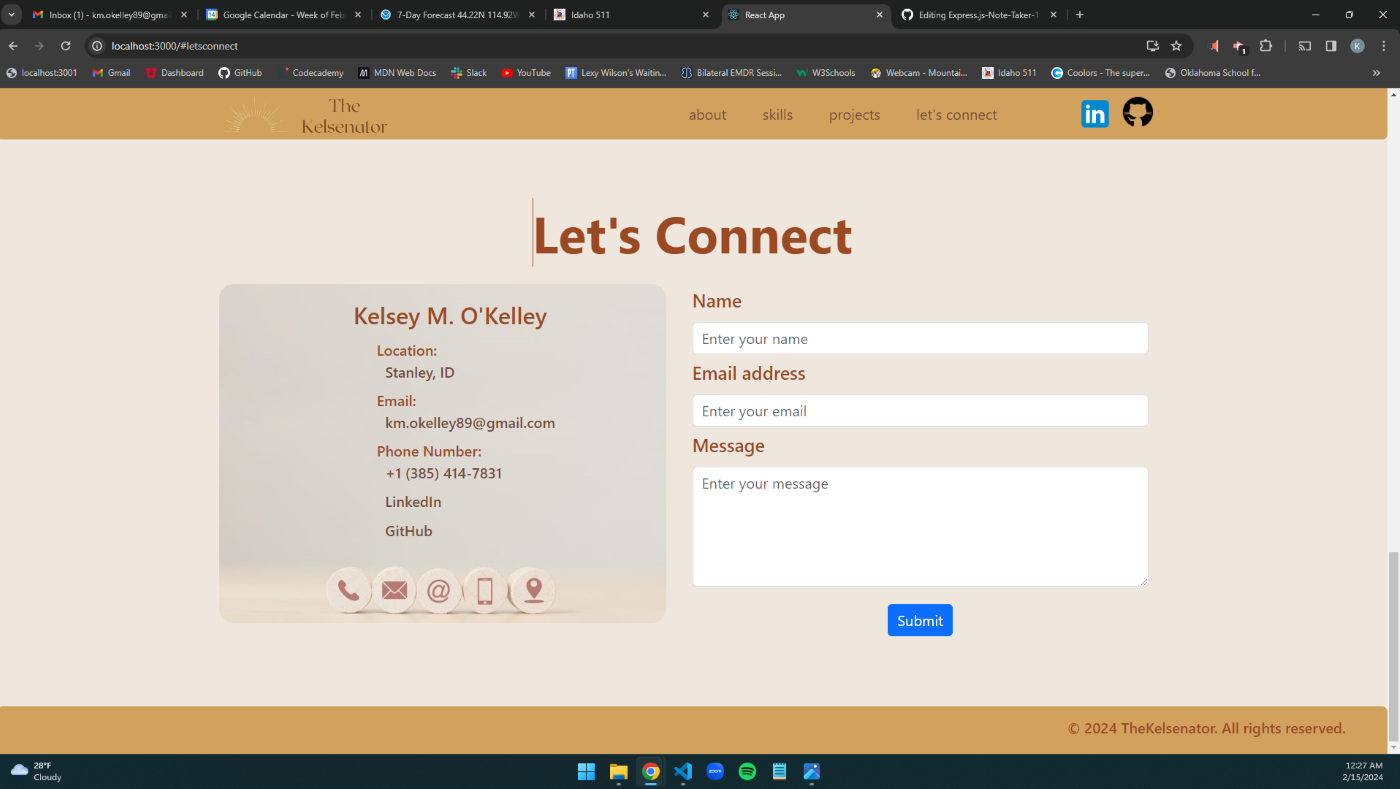 Inbox (1) - km.okelley89@gmai
Google Calendar - Week of Feb
7-Day Forecast 44.22N 114.92W
Idaho 511
React App
Editing Express.js-Note-Taker-1
localhost:3000/#letsconnect
K
localhost:3001
Gmail
Dashboard
GitHub
Codecademy
MDN Web Docs
Slack
YouTube
Lexy Wilson's Waitin...
Bilateral EMDR Sessi...
W3Schools
Webcam - Mountai...
Idaho 511
Coolors - The super...
Oklahoma School f...
The
Kelsenator
about
skills
projects
let's connect
in
Let's Connect
Kelsey M. O'Kelley
Location:
Stanley, ID
Email:
km.okelley89@gmail.com
Phone Number:
+1 (385) 414-7831
LinkedIn
GitHub
@
Name
Enter your name
Email address
Enter your email
Message
Enter your message
Submit
© 2024 TheKelsenator. All rights reserved.
28°F
Cloudy
zoom
12:27 AM
2/15/2024